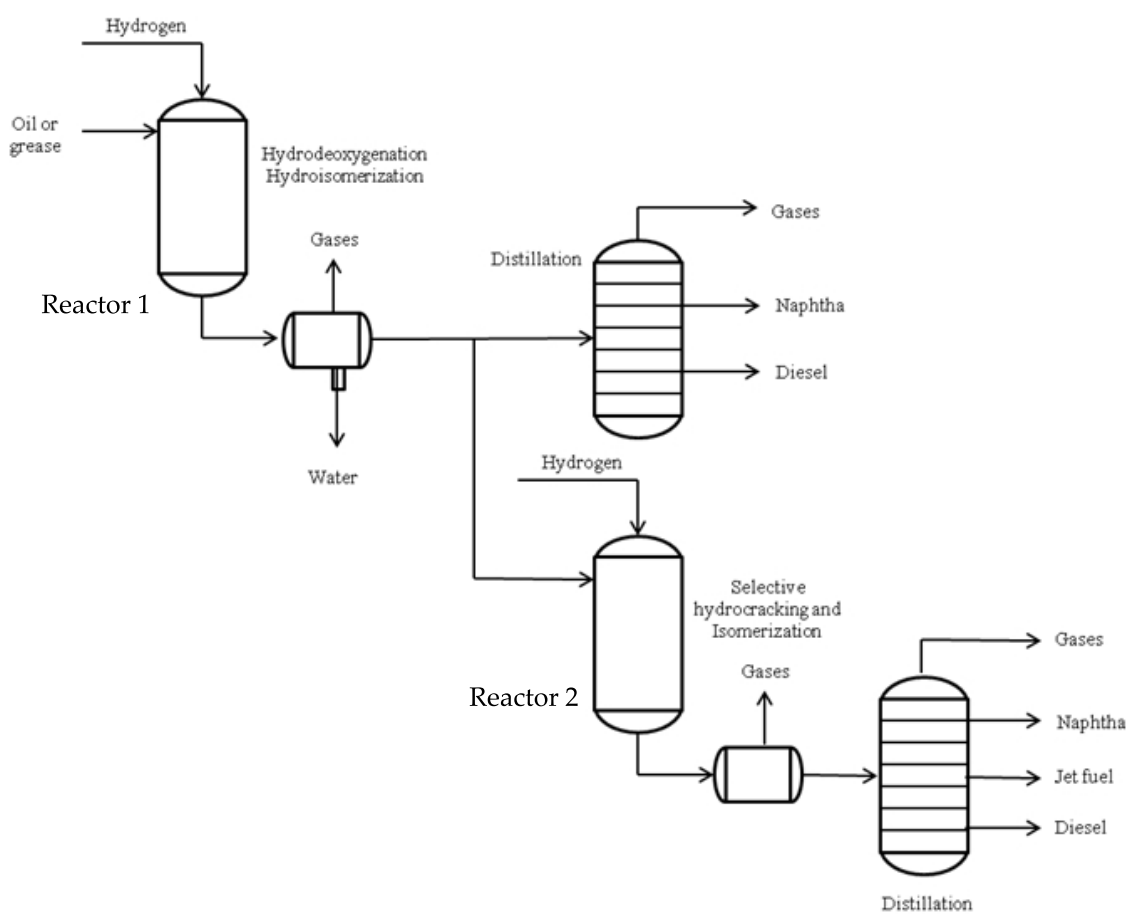 Hydrogen
Oil or
grease
Hydrodeoxygenation
Hydroisomerization
Reactor 1
Gases
Water
Distillation
Gases
Naphtha
Diesel
Hydrogen
Reactor 2
Selective
hydrocracking and
Isomerization
Gases
Gases
Naphtha
Jet fuel
Diesel
Distillation